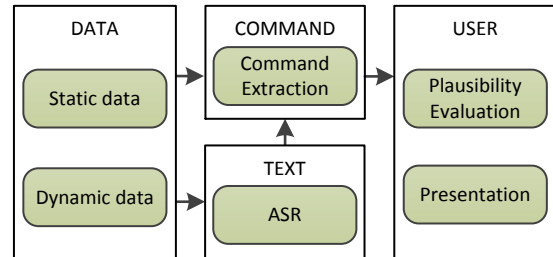 DATA
Static data
Dynamic data
COMMAND
Command
Extraction
TEXT
ASR
USER
Plausibility
Evaluation
Presentation